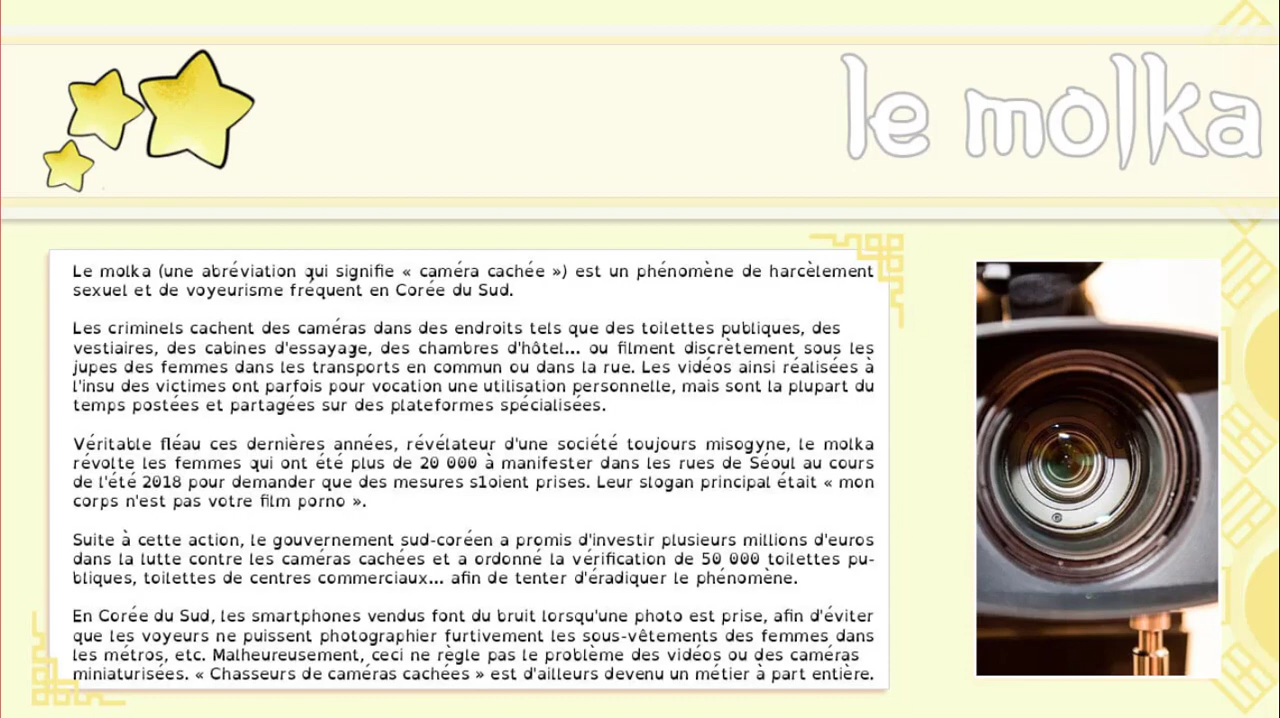 le molka
Le molka (une abréviation qui signifie « caméra cachée ») est un phénomène de harcèlement
sexuel et de voyeurisme fréquent en Corée du Sud.
Les criminels cachent des caméras dans des endroits tels que des toilettes publiques, des
vestiaires, des cabines d'essayage, des chambres d'hôtel... ou filment discrètement sous les
jupes des femmes dans les transports en commun ou dans la rue. Les vidéos ainsi réalisées à
l'insu des victimes ont parfois pour vocation une utilisation personnelle, mais sont la plupart du
temps postées et partagées sur des plateformes spécialisées.
Véritable fléau ces dernières années, révélateur d'une société toujours misogyne, le molka
révolte les femmes qui ont été plus de 20 000 à manifester dans les rues de Séoul au cours
de l'été 2018 pour demander que des mesures s1oient prises. Leur slogan principal était « mon
corps n'est pas votre film porno ».
Suite à cette action, le gouvernement sud-coréen a promis d'investir plusieurs millions d'euros
dans la lutte contre les caméras cachées et a ordonné la vérification de 50 000 toilettes pu-
bliques, toilettes de centres commerciaux... afin de tenter d'éradiquer le phénomène.
En Corée du Sud, les smartphones vendus font du bruit lorsqu'une photo est prise, afin d'éviter
que les voyeurs ne puissent photographier furtivement les sous-vêtements des femmes dans
les métros, etc. Malheureusement, ceci ne règle pas le problème des vidéos ou des caméras
miniaturisées. « Chasseurs de caméras cachées » est d'ailleurs devenu un métier à part entière.